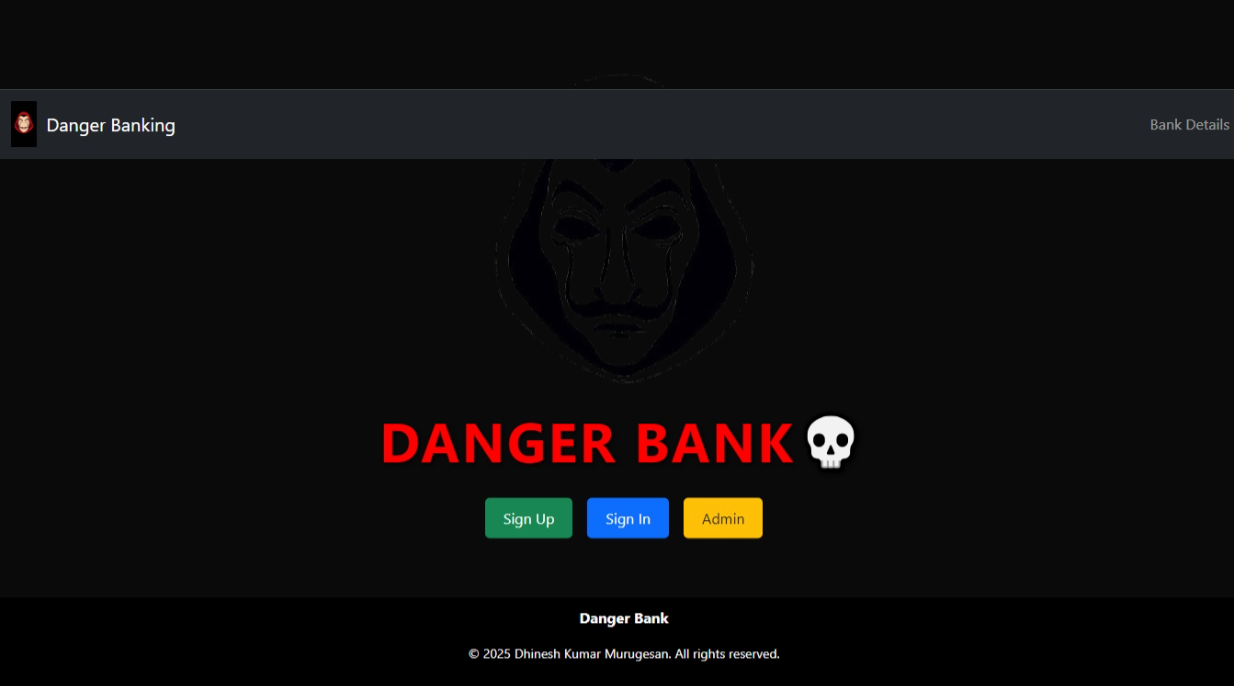 Danger Banking
Bank Details
DANGER BANK💀
Sign Up
Sign In
Admin
Danger Bank
© 2025 Dhinesh Kumar Murugesan. All rights reserved.